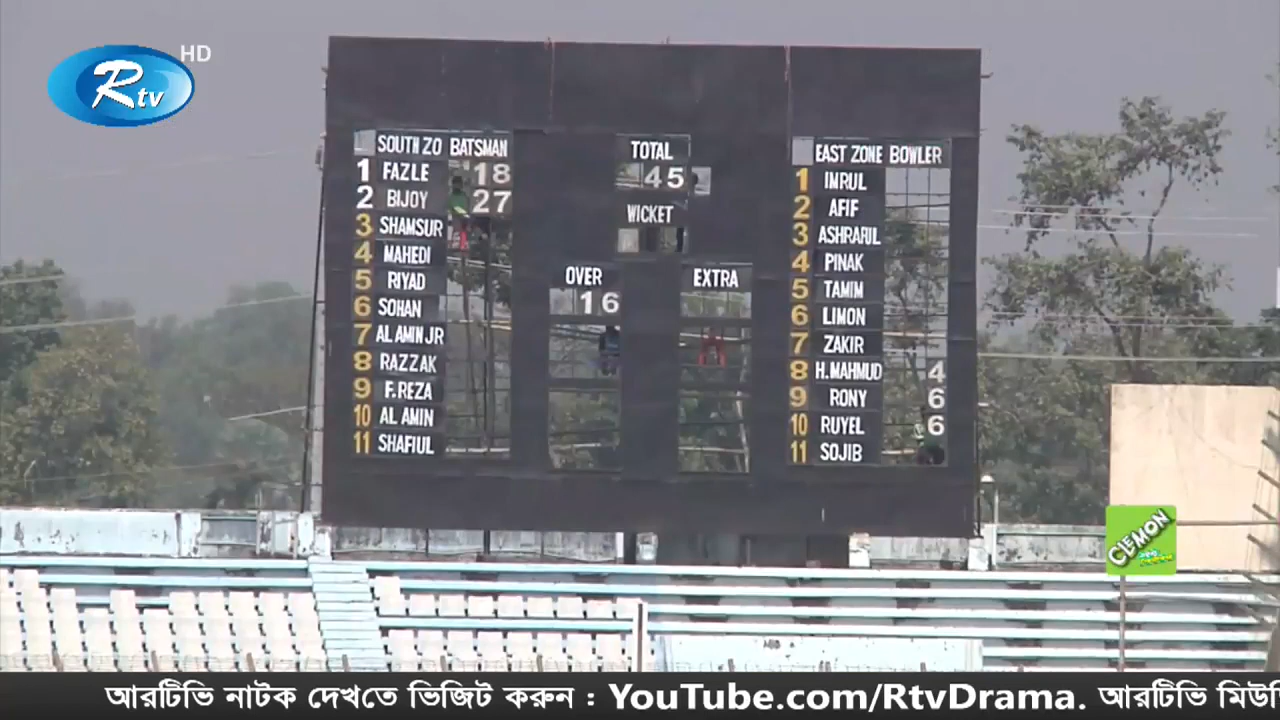 Rtv HD
SOUTH ZO BATSMAN
1 FAZLE 18
2 BIJOY 27
3 SHAMSUR
4 MAHEDI
5 RIYAD
6 SOHAN
7 AL AMIN JR
8 RAZZAK
9 F.REZA
10 AL AMIN
11 SHAFIUL
TOTAL
45
WICKET
OVER
16
EXTRA
EAST ZONE BOWLER
1 IMRUL
2 AFIF
3 ASHRAFUL
4 PINAK
5 TAMIM
6 LIMON
7 ZAKIR
8 H.MAHMUD 4
9 RONY 6
10 RUYEL 6
11 SOJIB
CLEMON
আরটিভি নাটক দেখতে ভিজিট করুন : YouTube.com/RtvDrama. আরটিভি মিউ